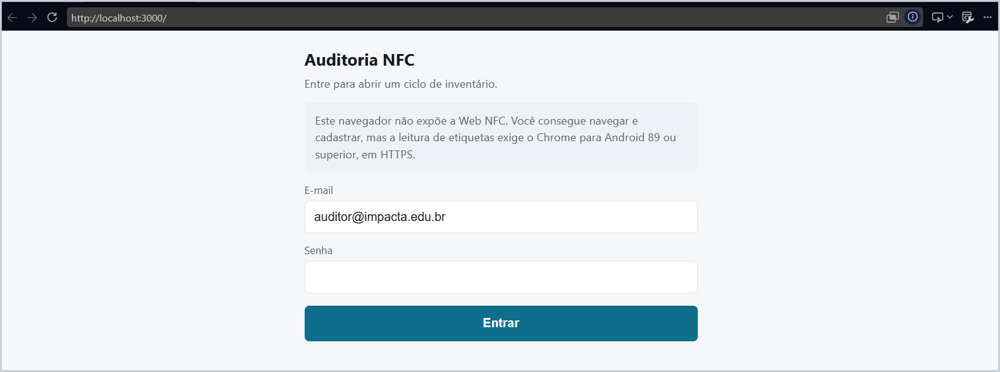 http://localhost:3000/
Auditoria NFC
Entre para abrir um ciclo de inventário.
Este navegador não expõe a Web NFC. Você consegue navegar e
cadastrar, mas a leitura de etiquetas exige o Chrome para Android 89 ou
superior, em HTTPS.
E-mail
auditor@impacta.edu.br
Senha
Entrar